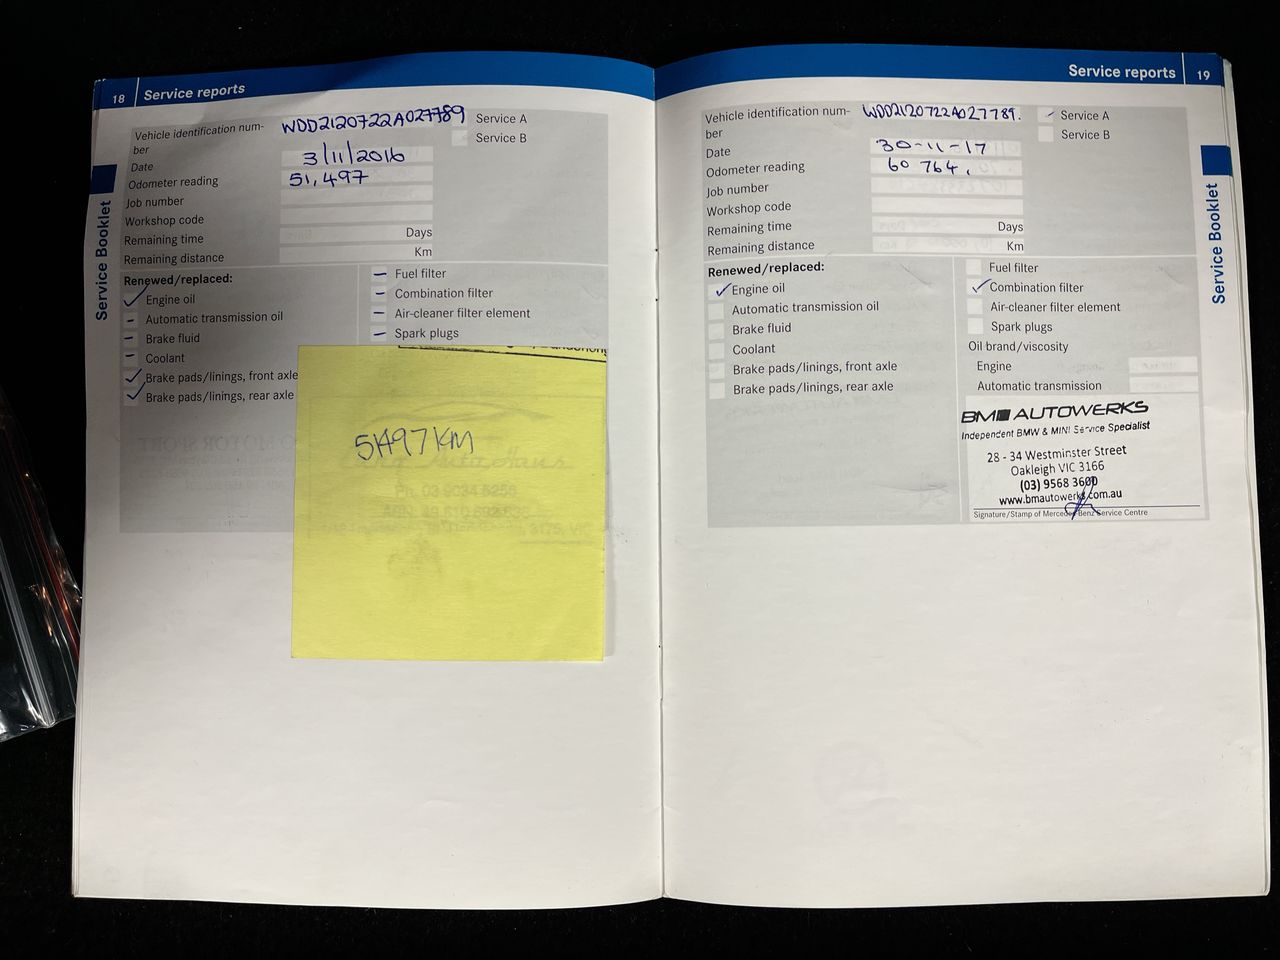 18 Service reports
Vehicle identification num-
ber
WDD2120722A027789
Service A
Service B
Date
3/11/2016
Odometer reading
51,497
Job number
Workshop code
Remaining time
Days
Remaining distance
Km
Renewed/replaced:
Engine oil
Automatic transmission oil
Brake fluid
Coolant
Brake pads/linings, front axle
Brake pads/linings, rear axle
Fuel filter
Combination filter
Air-cleaner filter element
Spark plugs
51497KM
Service Booklet
Service reports 19
Vehicle identification num-
ber
WDD2120722A027789.
Service A
Service B
Date
30-11-17
Odometer reading
60 764.
Job number
Workshop code
Remaining time
Days
Remaining distance
Km
Renewed/replaced:
Engine oil
Automatic transmission oil
Brake fluid
Coolant
Brake pads/linings, front axle
Brake pads/linings, rear axle
Fuel filter
Combination filter
Air-cleaner filter element
Spark plugs
Oil brand/viscosity
Engine
Automatic transmission
BM AUTOWERKS
Independent BMW & MINI Service Specialist
28 - 34 Westminster Street
Oakleigh VIC 3166
(03) 9568 3600
www.bmautowerks.com.au
Signature/Stamp of Mercedes-Benz Service Centre
Service Booklet